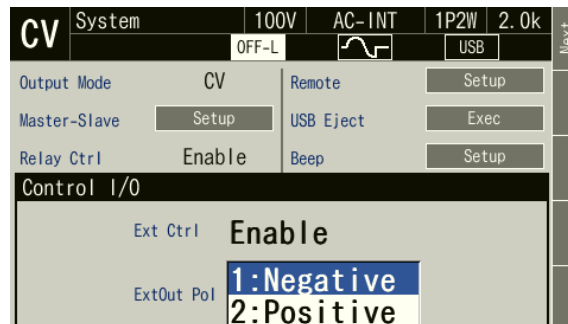 CV System 100V AC-INT 1P2W 2.0k
OFF-L USB
Next
Output Mode CV Remote Setup
Master-Slave Setup USB Eject Exec
Relay Ctrl Enable Beep Setup
Control I/O
Ext Ctrl Enable
ExtOut Pol 1:Negative
2:Positive